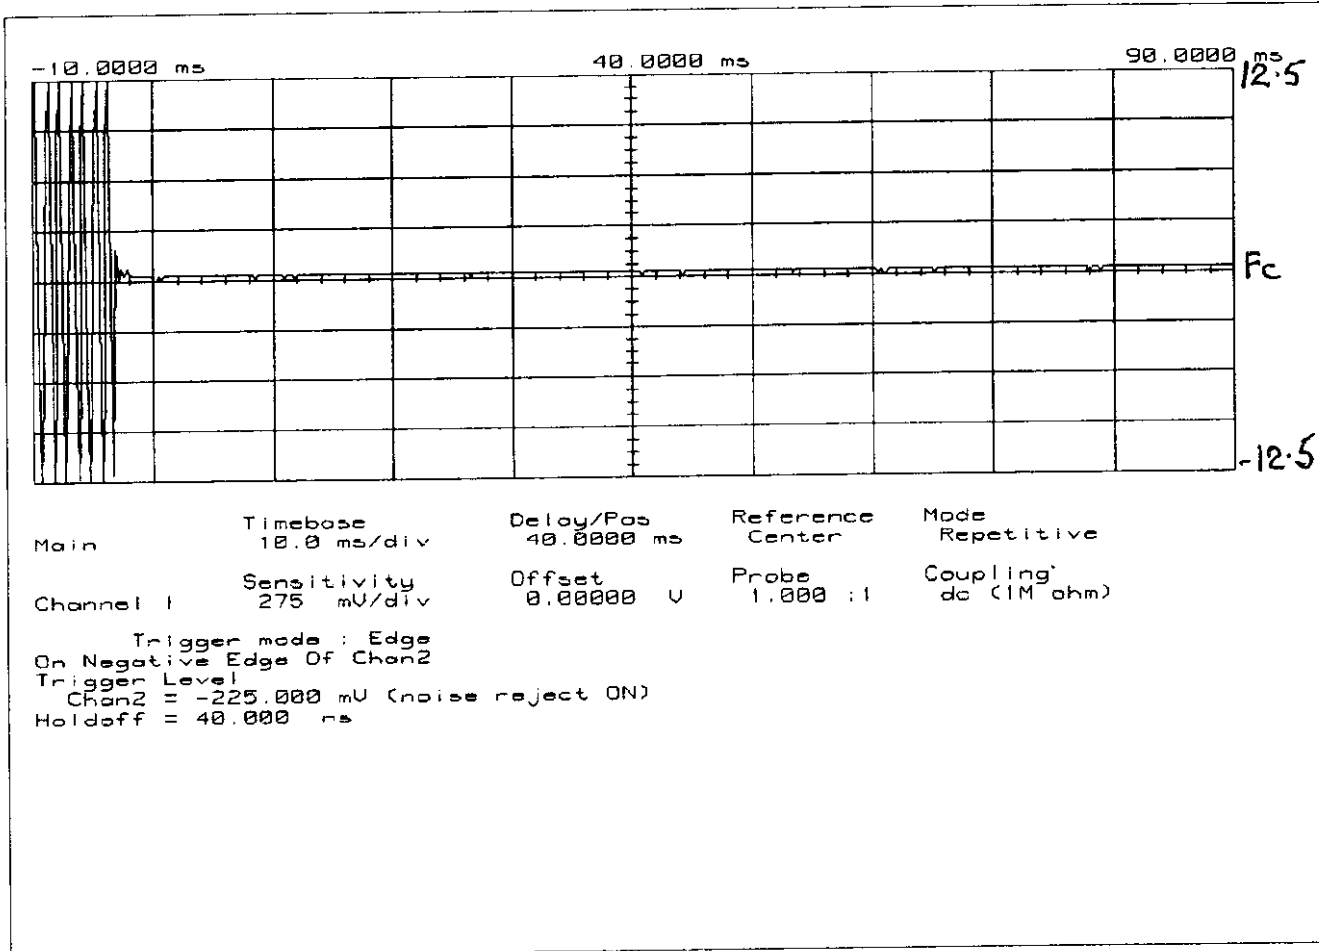 -10.0000 ms 40.0000 ms 90.0000 ms
12.5
Fc
-12.5
Timebase Delay/Pos Reference Mode
Main 10.0 ms/div 40.0000 ms Center Repetitive
Sensitivity Offset Probe Coupling
Channel 1 275 mV/div 0.00000 V 1.000 :1 dc (1M ohm)
Trigger mode : Edge
On Negative Edge Of Chan2
Trigger Level
Chan2 = -225.000 mV (noise reject ON)
Holdoff = 40.000 ns